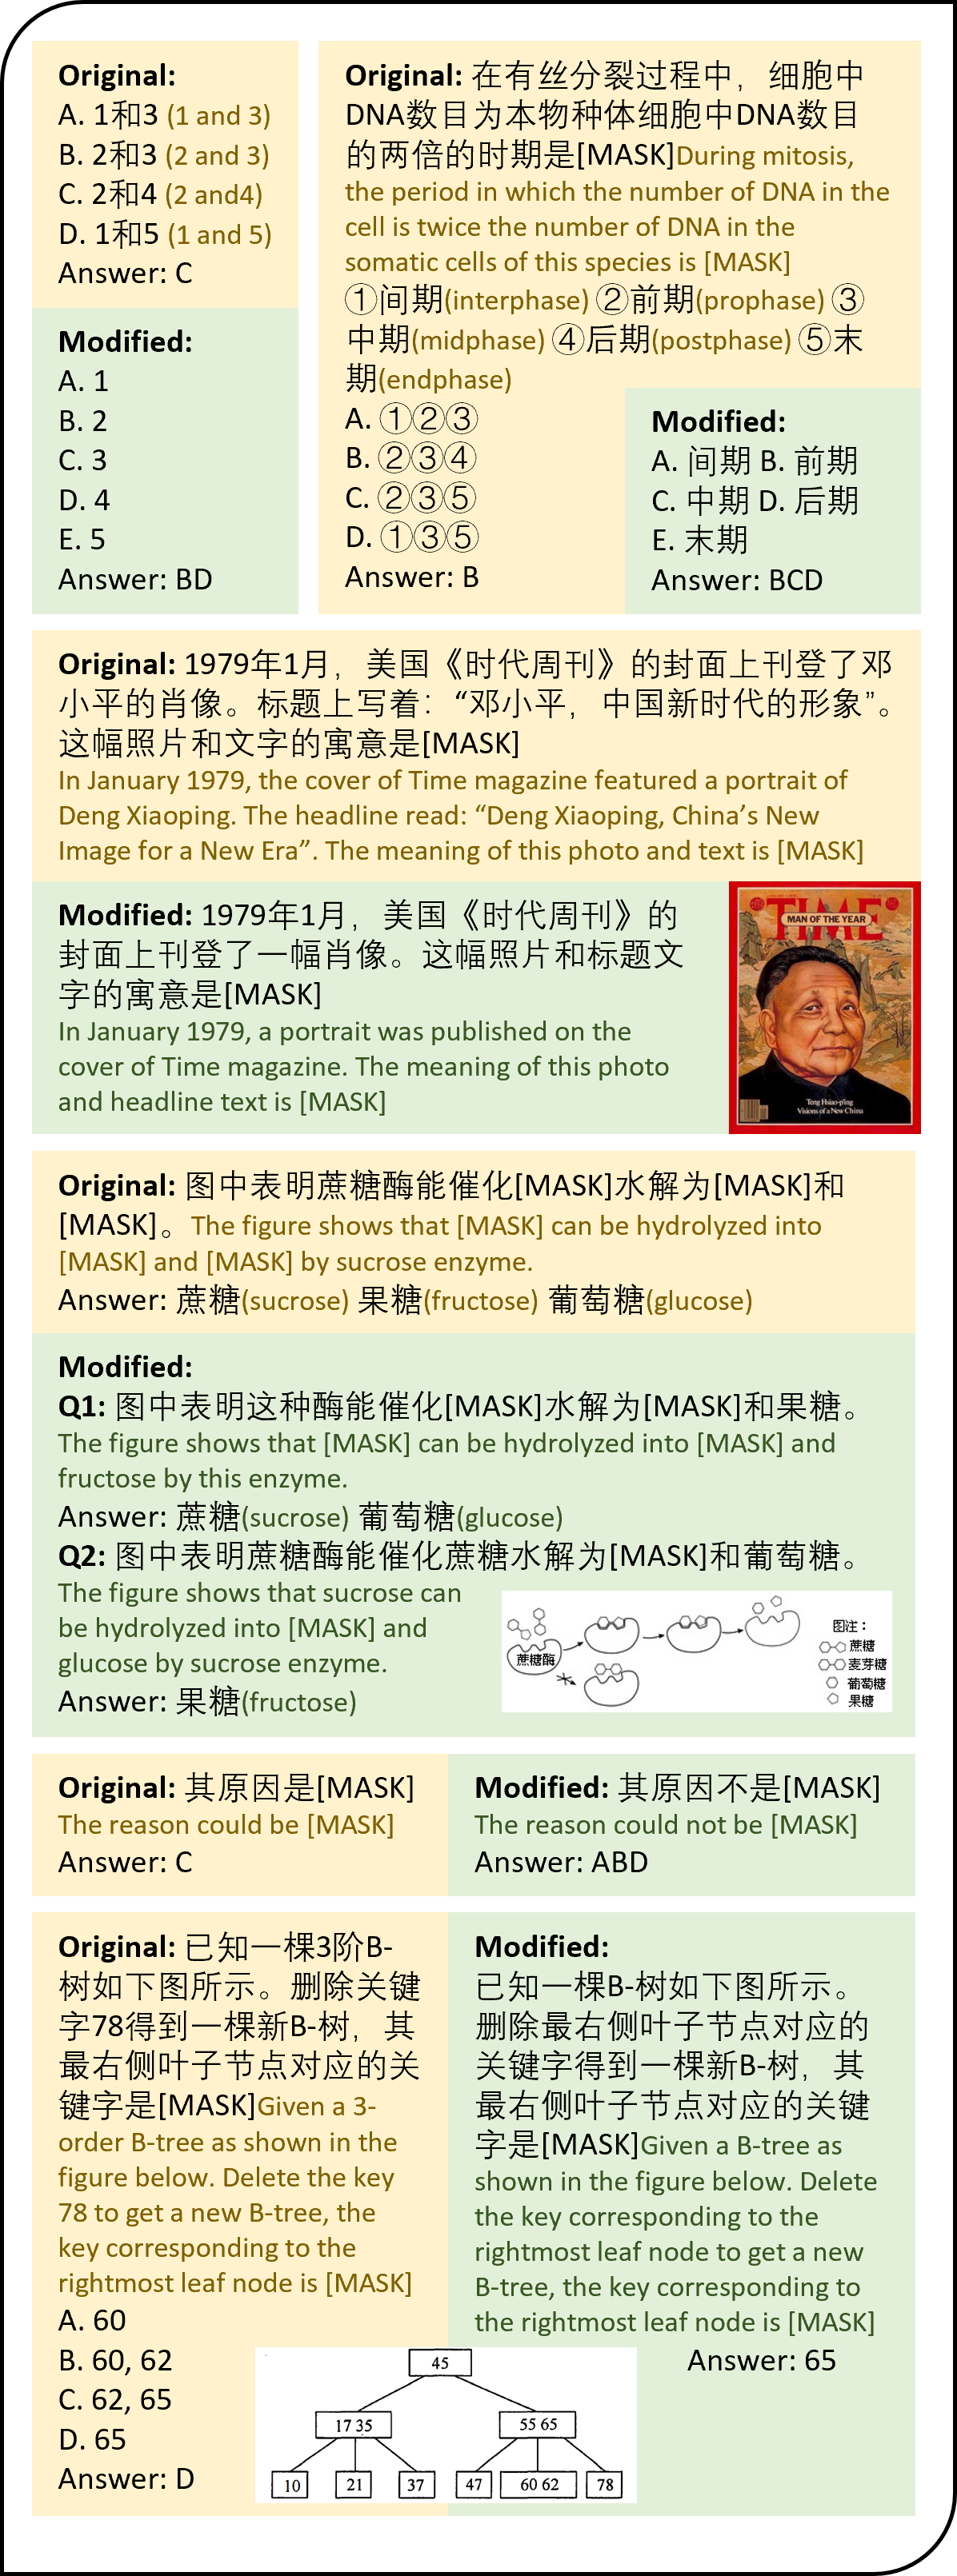 Original:
A. 1和3 (1 and 3)
B. 2和3 (2 and 3)
C. 2和4 (2 and4)
D. 1和5 (1 and 5)
Answer: C
Modified:
A. 1
B. 2
C. 3
D. 4
E. 5
Answer: BD
Original: 在有丝分裂过程中，细胞中
DNA数目为本物种体细胞中DNA数目
的两倍的时期是[MASK]During mitosis,
the period in which the number of DNA in the
cell is twice the number of DNA in the
somatic cells of this species is [MASK]
①间期(interphase) ②前期(prophase) ③
中期(midphase) ④后期(postphase) ⑤末
期(endphase)
A. ①②③
B. ②③④
C. ②③⑤
D. ①③⑤
Answer: B
Modified:
A. 间期 B. 前期
C. 中期 D. 后期
E. 末期
Answer: BCD
Original: 1979年1月，美国《时代周刊》的封面上刊登了邓
小平的肖像。标题上写着：“邓小平，中国新时代的形象”。
这幅照片和文字的寓意是[MASK]
In January 1979, the cover of Time magazine featured a portrait of
Deng Xiaoping. The headline read: “Deng Xiaoping, China’s New
Image for a New Era”. The meaning of this photo and text is [MASK]
Modified: 1979年1月，美国《时代周刊》的
封面上刊登了一幅肖像。这幅照片和标题文
字的寓意是[MASK]
In January 1979, a portrait was published on the
cover of Time magazine. The meaning of this photo
and headline text is [MASK]
TIME
MAN OF THE YEAR
Teng Hsiao-p'ing
Visions of a New China
Original: 图中表明蔗糖酶能催化[MASK]水解为[MASK]和
[MASK]。The figure shows that [MASK] can be hydrolyzed into
[MASK] and [MASK] by sucrose enzyme.
Answer: 蔗糖(sucrose) 果糖(fructose) 葡萄糖(glucose)
Modified:
Q1: 图中表明这种酶能催化[MASK]水解为[MASK]和果糖。
The figure shows that [MASK] can be hydrolyzed into [MASK] and
fructose by this enzyme.
Answer: 蔗糖(sucrose) 葡萄糖(glucose)
Q2: 图中表明蔗糖酶能催化蔗糖水解为[MASK]和葡萄糖。
The figure shows that sucrose can
be hydrolyzed into [MASK] and
glucose by sucrose enzyme.
Answer: 果糖(fructose)
蔗糖酶
图注：
蔗糖
麦芽糖
葡萄糖
果糖
Original: 其原因是[MASK]
The reason could be [MASK]
Answer: C
Modified: 其原因不是[MASK]
The reason could not be [MASK]
Answer: ABD
Original: 已知一棵3阶B-
树如下图所示。删除关键
字78得到一棵新B-树，其
最右侧叶子节点对应的关
键字是[MASK]Given a 3-
order B-tree as shown in the
figure below. Delete the key
78 to get a new B-tree, the
key corresponding to the
rightmost leaf node is [MASK]
A. 60
B. 60, 62
C. 62, 65
D. 65
Answer: D
Modified:
已知一棵B-树如下图所示。
删除最右侧叶子节点对应的
关键字得到一棵新B-树，其
最右侧叶子节点对应的关键
字是[MASK]Given a B-tree as
shown in the figure below. Delete
the key corresponding to the
rightmost leaf node to get a new
B-tree, the key corresponding to
the rightmost leaf node is [MASK]
Answer: 65
45
17 35
55 65
10
21
37
47
60 62
78